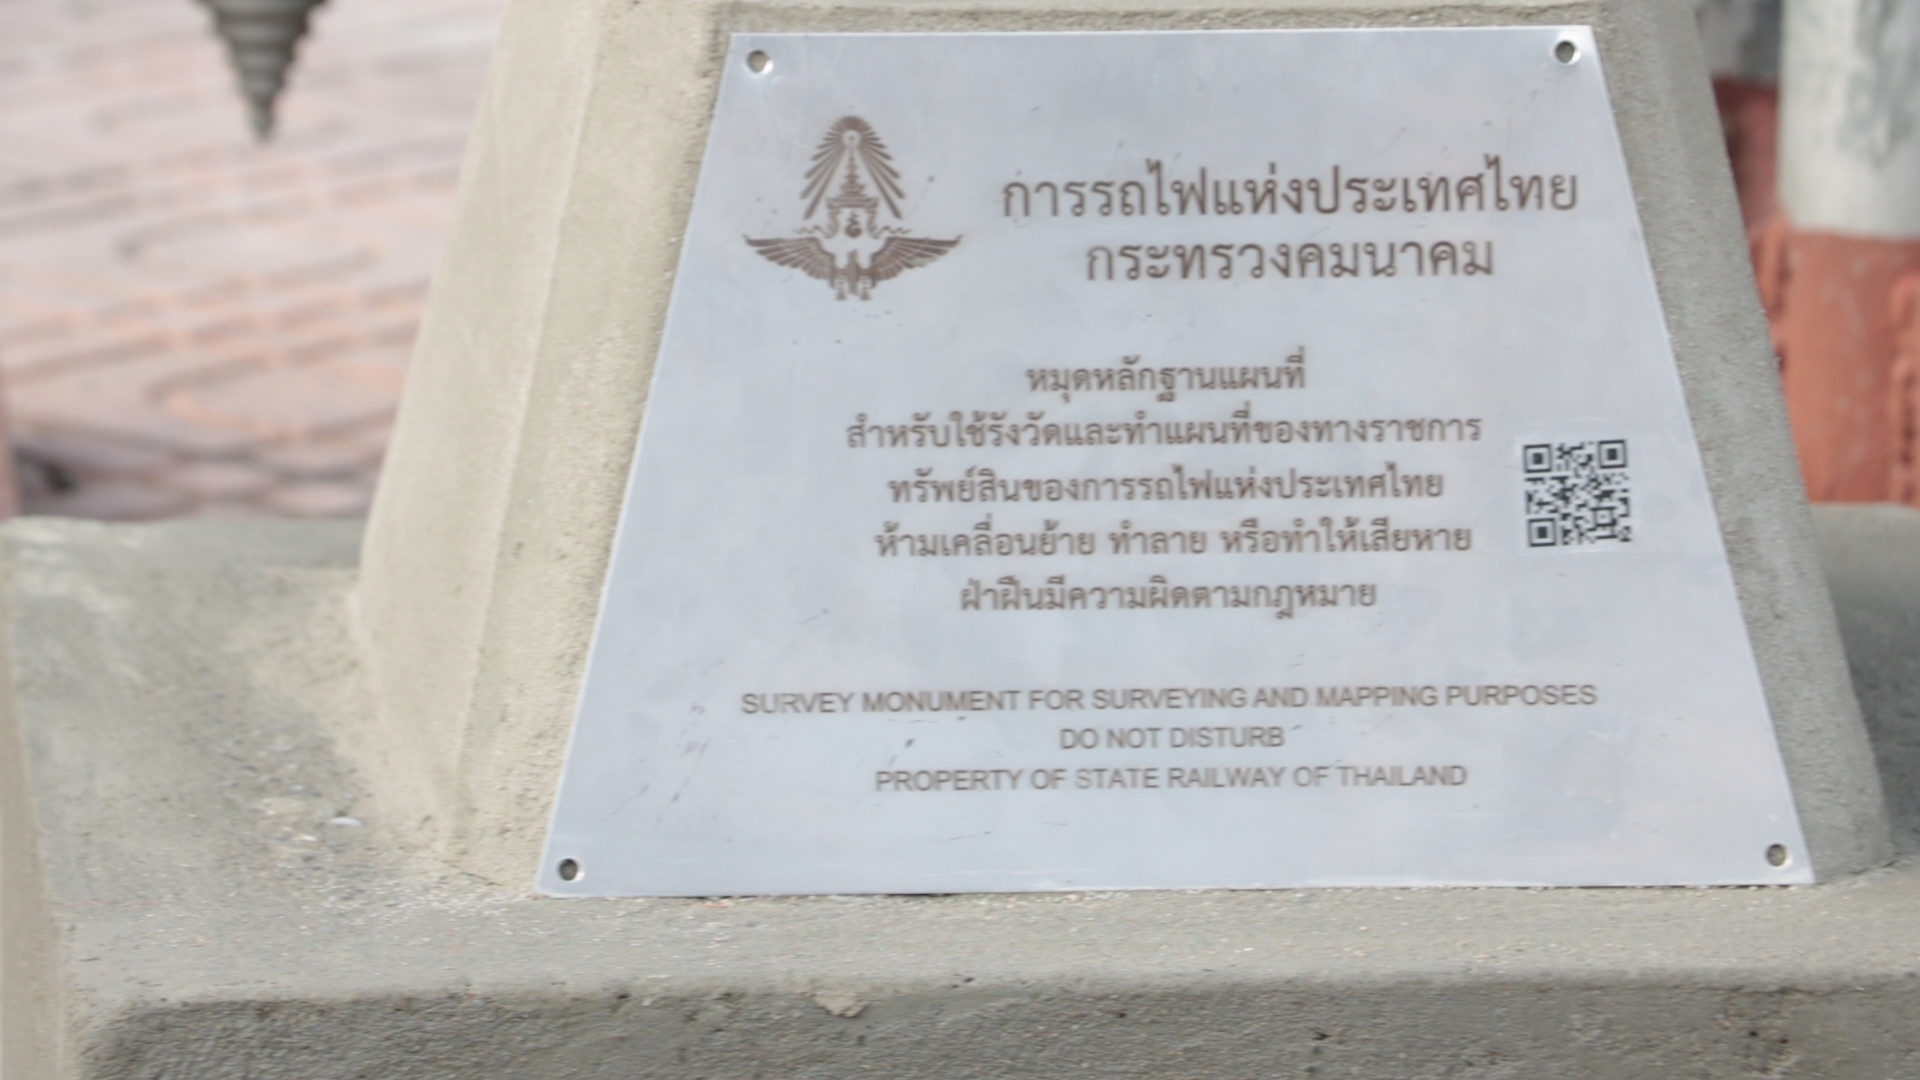 การรถไฟแห่งประเทศไทย
กระทรวงคมนาคม
หมุดหลักฐานแผนที่
สำหรับใช้รังวัดและทำแผนที่ของทางราชการ
ทรัพย์สินของการรถไฟแห่งประเทศไทย
ห้ามเคลื่อนย้าย ทำลาย หรือทำให้เสียหาย
ฝ่าฝืนมีความผิดตามกฎหมาย
SURVEY MONUMENT FOR SURVEYING AND MAPPING PURPOSES
DO NOT DISTURB
PROPERTY OF STATE RAILWAY OF THAILAND